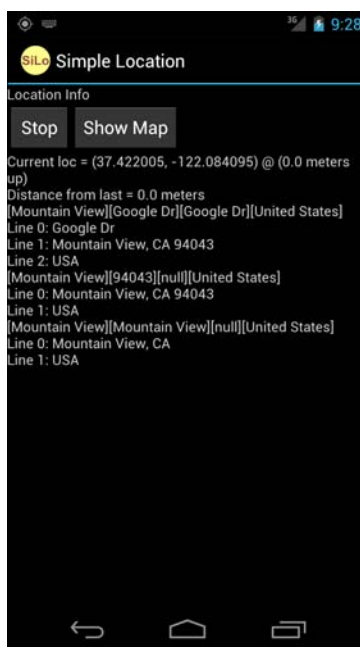 3G 9:28
SiLo Simple Location
Location Info
Stop Show Map
Current loc = (37.422005, -122.084095) @ (0.0 meters
up)
Distance from last = 0.0 meters
[Mountain View][Google Dr][Google Dr][United States]
Line 0: Google Dr
Line 1: Mountain View, CA 94043
Line 2: USA
[Mountain View][94043][null][United States]
Line 0: Mountain View, CA 94043
Line 1: USA
[Mountain View][Mountain View][null][United States]
Line 0: Mountain View, CA
Line 1: USA